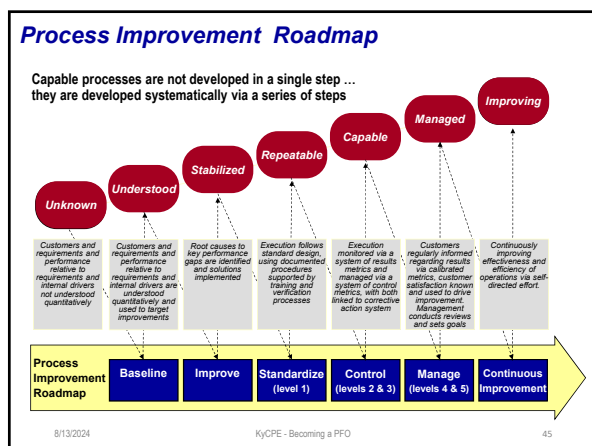 Process Improvement Roadmap
Capable processes are not developed in a single step …
they are developed systematically via a series of steps
Unknown
Understood
Stabilized
Repeatable
Capable
Managed
Improving
Customers and
requirements and
performance
relative to
requirements and
internal drivers
not understood
quantitatively
Customers and
requirements and
performance
relative to
requirements and
internal drivers are
understood
quantitatively and
used to target
improvements
Root causes to
key performance
gaps are identified
and solutions
implemented
Execution follows
standard design,
using documented
procedures
supported by
training and
verification
processes
Execution
monitored via a
system of results
metrics and
managed via a
system of control
metrics, with both
linked to corrective
action system
Customers
regularly informed
regarding results
via calibrated
metrics, customer
satisfaction known
and used to drive
improvement.
Management
conducts reviews
and sets goals
Continuously
improving
effectiveness and
efficiency of
operations via self-
directed effort.
Process
Improvement
Roadmap
Baseline
Improve
Standardize
(level 1)
Control
(levels 2 & 3)
Manage
(levels 4 & 5)
Continuous
Improvement
8/13/2024
KyCPE - Becoming a PFO
45